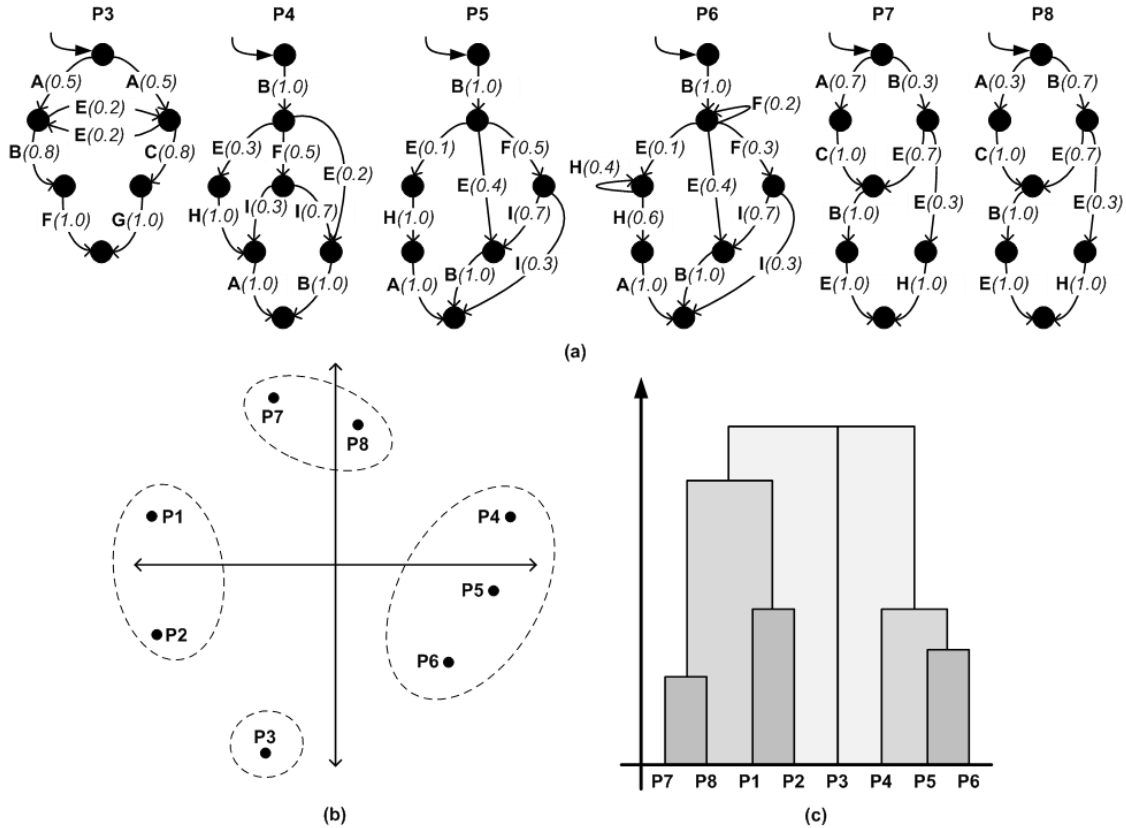 P3 P4 P5 P6 P7 P8
A(0.5) A(0.5)
E(0.2)
E(0.2)
B(0.8) C(0.8)
F(1.0) G(1.0)
B(1.0)
E(0.3) F(0.5)
E(0.2)
I(0.3) I(0.7)
H(1.0)
A(1.0) B(1.0)
B(1.0)
E(0.1) F(0.5)
E(0.4)
H(1.0) I(0.7)
B(1.0) I(0.3)
A(1.0)
B(1.0)
F(0.2)
E(0.1) F(0.3)
H(0.4)
E(0.4)
H(0.6) I(0.7)
B(1.0) I(0.3)
A(1.0)
A(0.7) B(0.3)
C(1.0) E(0.7)
B(1.0) E(0.3)
E(1.0) H(1.0)
A(0.3) B(0.7)
C(1.0) E(0.7)
B(1.0) E(0.3)
E(1.0) H(1.0)
(a)
P7
P8
P1
P4
P5
P2
P6
P3
(b)
P7 P8 P1 P2 P3 P4 P5 P6
(c)